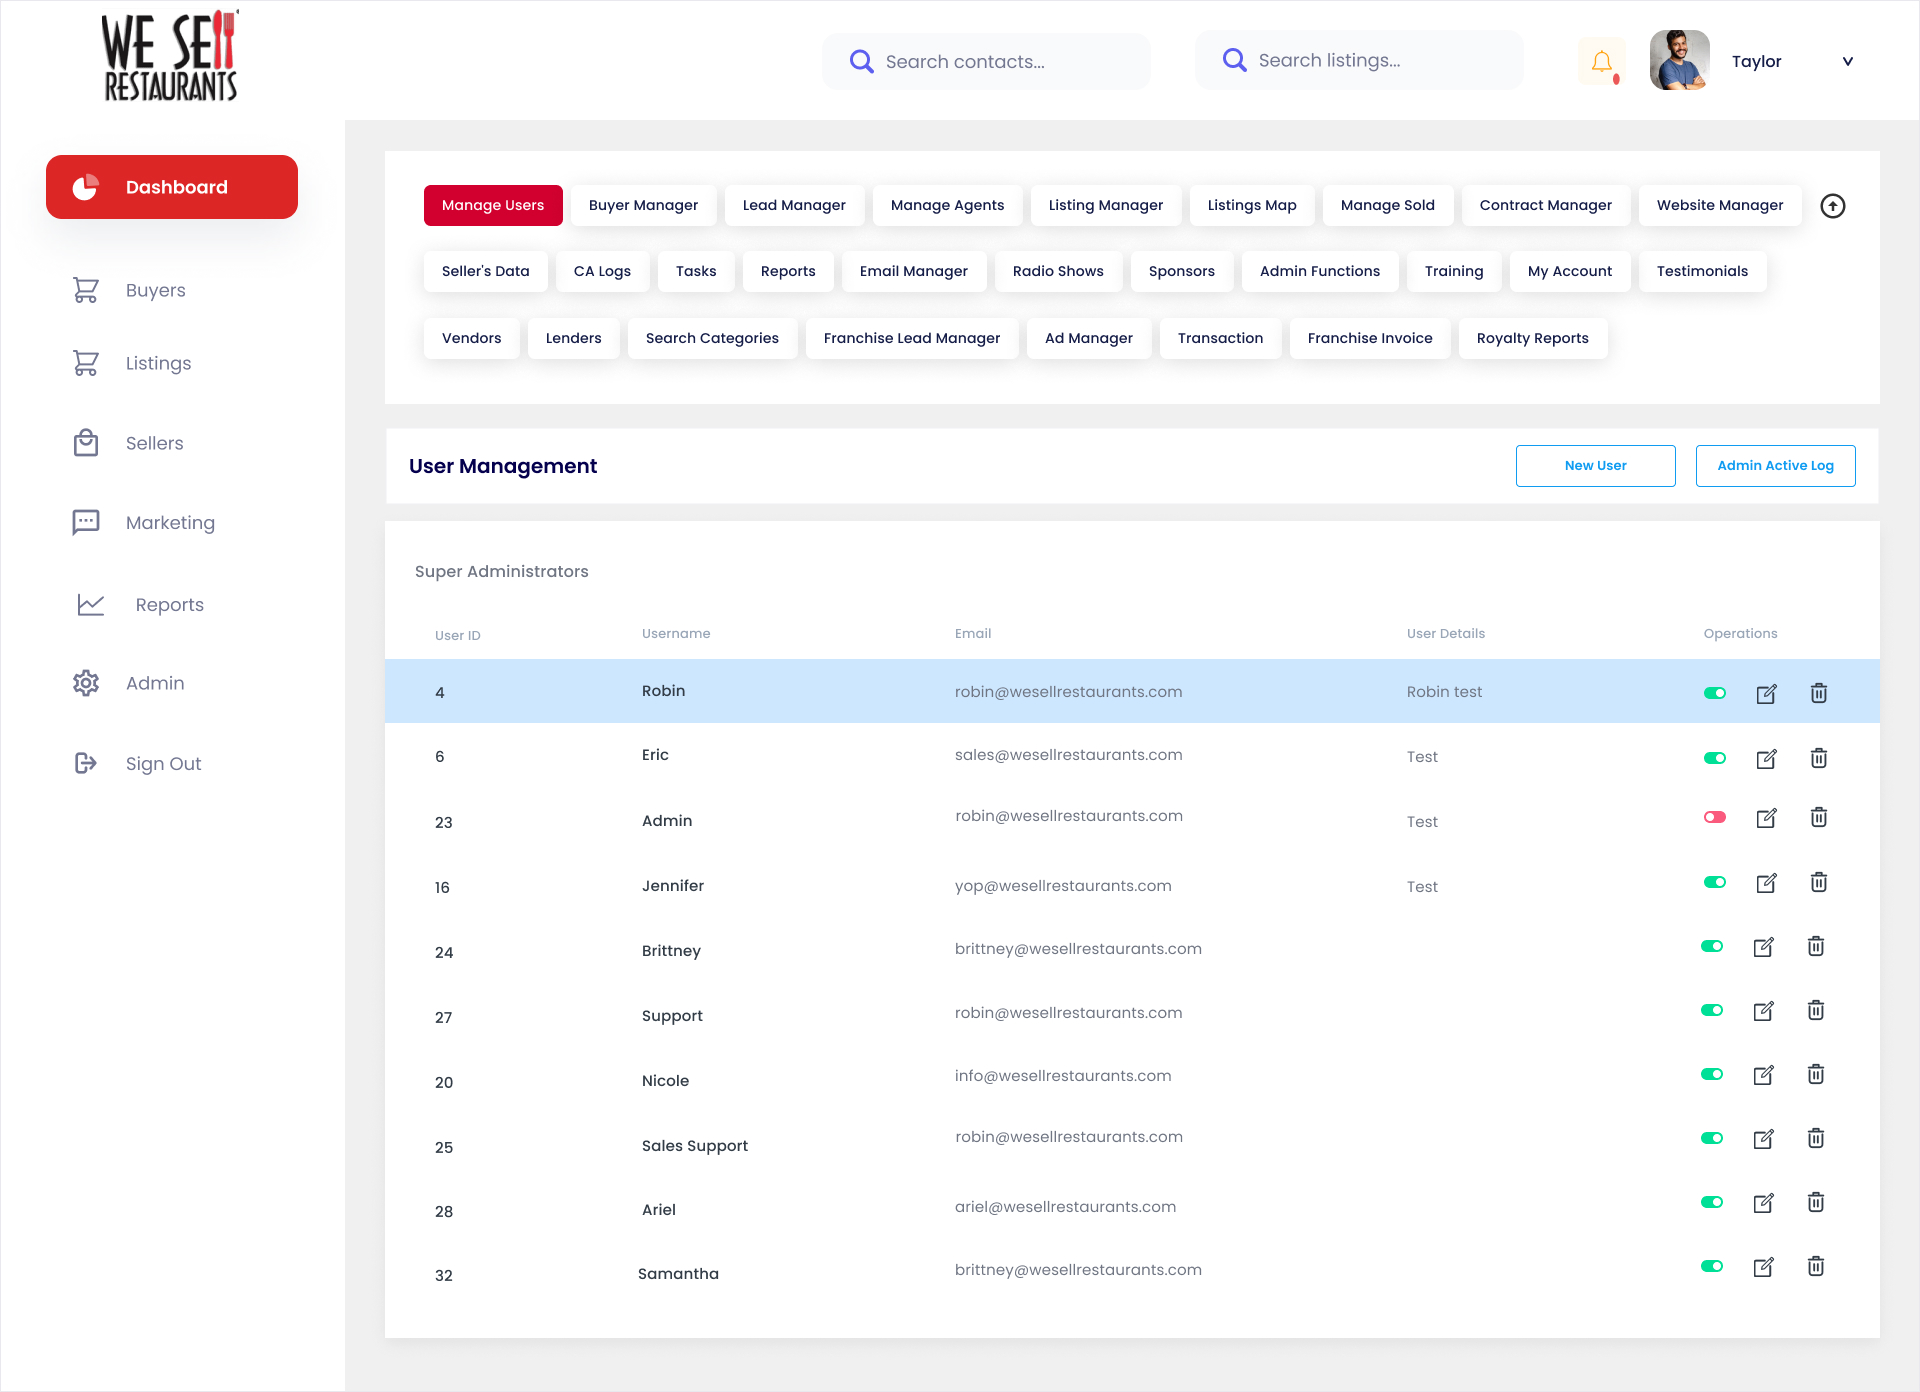 WE SELL
RESTAURANTS
Search contacts...
Search listings...
Taylor
Dashboard
Buyers
Listings
Sellers
Marketing
Reports
Admin
Sign Out
Manage Users Buyer Manager Lead Manager Manage Agents Listing Manager Listings Map Manage Sold Contract Manager Website Manager
Seller's Data CA Logs Tasks Reports Email Manager Radio Shows Sponsors Admin Functions Training My Account Testimonials
Vendors Lenders Search Categories Franchise Lead Manager Ad Manager Transaction Franchise Invoice Royalty Reports
User Management New User Admin Active Log
Super Administrators
User ID Username Email User Details Operations
4 Robin robin@wesellrestaurants.com Robin test
6 Eric sales@wesellrestaurants.com Test
23 Admin robin@wesellrestaurants.com Test
16 Jennifer yop@wesellrestaurants.com Test
24 Brittney brittney@wesellrestaurants.com
27 Support robin@wesellrestaurants.com
20 Nicole info@wesellrestaurants.com
25 Sales Support robin@wesellrestaurants.com
28 Ariel ariel@wesellrestaurants.com
32 Samantha brittney@wesellrestaurants.com